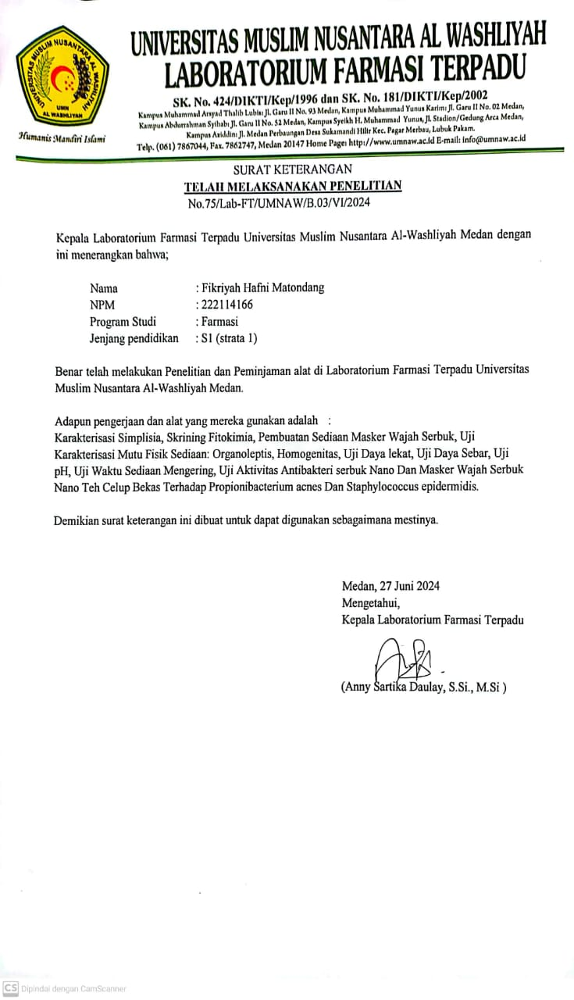 UNIVERSITAS MUSLIM NUSANTARA AL WASHLIYAH
LABORATORIUM FARMASI TERPADU
SK. No. 424/DIKTI/Kep/1996 dan SK. No. 181/DIKTI/Kep/2002
Kampus Muhammad Arsyad Thalib Lubis: Jl. Garu II No. 93 Medan, Kampus Muhammad Yunus Karim: Jl. Garu II No. 02 Medan,
Kampus Abdurrahman Syihab: Jl. Garu II No. 52 Medan, Kampus Syeikh H. Muhammad Yunus, Jl. Stadion/Gedung Arca Medan,
Kampus Aziddin: Jl. Medan Perbaungan Desa Sukamandi Hilir Kec. Pagar Merbau, Lubuk Pakam.
Telp. (061) 7867044, Fax. 7862747, Medan 20147 Home Page: http://www.umnaw.ac.id E-mail: info@umnaw.ac.id
UNIVERSITAS MUSLIM NUSANTARA AL-WASHLIYAH
UMN
AL WASHLIYAH
Humanis Mandiri Islami
SURAT KETERANGAN
TELAH MELAKSANAKAN PENELITIAN
No.75/Lab-FT/UMNAW/B.03/VI/2024
Kepala Laboratorium Farmasi Terpadu Universitas Muslim Nusantara Al-Washliyah Medan dengan
ini menerangkan bahwa;
Nama : Fikriyah Hafni Matondang
NPM : 222114166
Program Studi : Farmasi
Jenjang pendidikan : S1 (strata 1)
Benar telah melakukan Penelitian dan Peminjaman alat di Laboratorium Farmasi Terpadu Universitas
Muslim Nusantara Al-Washliyah Medan.
Adapun pengerjaan dan alat yang mereka gunakan adalah :
Karakterisasi Simplisia, Skrining Fitokimia, Pembuatan Sediaan Masker Wajah Serbuk, Uji
Karakterisasi Mutu Fisik Sediaan: Organoleptis, Homogenitas, Uji Daya lekat, Uji Daya Sebar, Uji
pH, Uji Waktu Sediaan Mengering, Uji Aktivitas Antibakteri serbuk Nano Dan Masker Wajah Serbuk
Nano Teh Celup Bekas Terhadap Propionibacterium acnes Dan Staphylococcus epidermidis.
Demikian surat keterangan ini dibuat untuk dapat digunakan sebagaimana mestinya.
Medan, 27 Juni 2024
Mengetahui,
Kepala Laboratorium Farmasi Terpadu
(Anny Sartika Daulay, S.Si., M.Si )
CS Dipindai dengan CamScanner